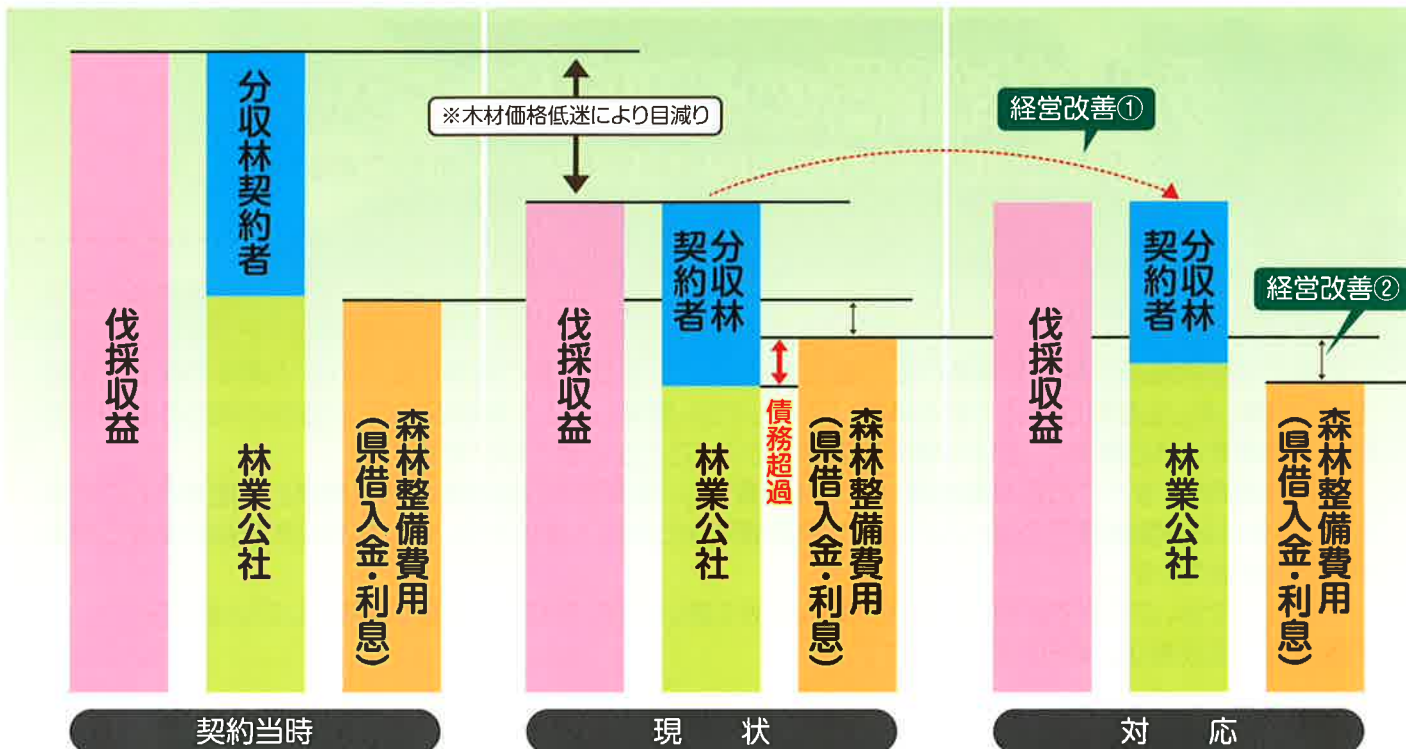 伐採収益
分収林契約者
林業公社
森林整備費用
(県借入金・利息)
契約当時
※木材価格低迷により目減り
伐採収益
分収林
契約者
林業公社
債務超過
森林整備費用
(県借入金・利息)
現 状
経営改善①
伐採収益
分収林
契約者
林業公社
経営改善②
森林整備費用
(県借入金・利息)
対 応